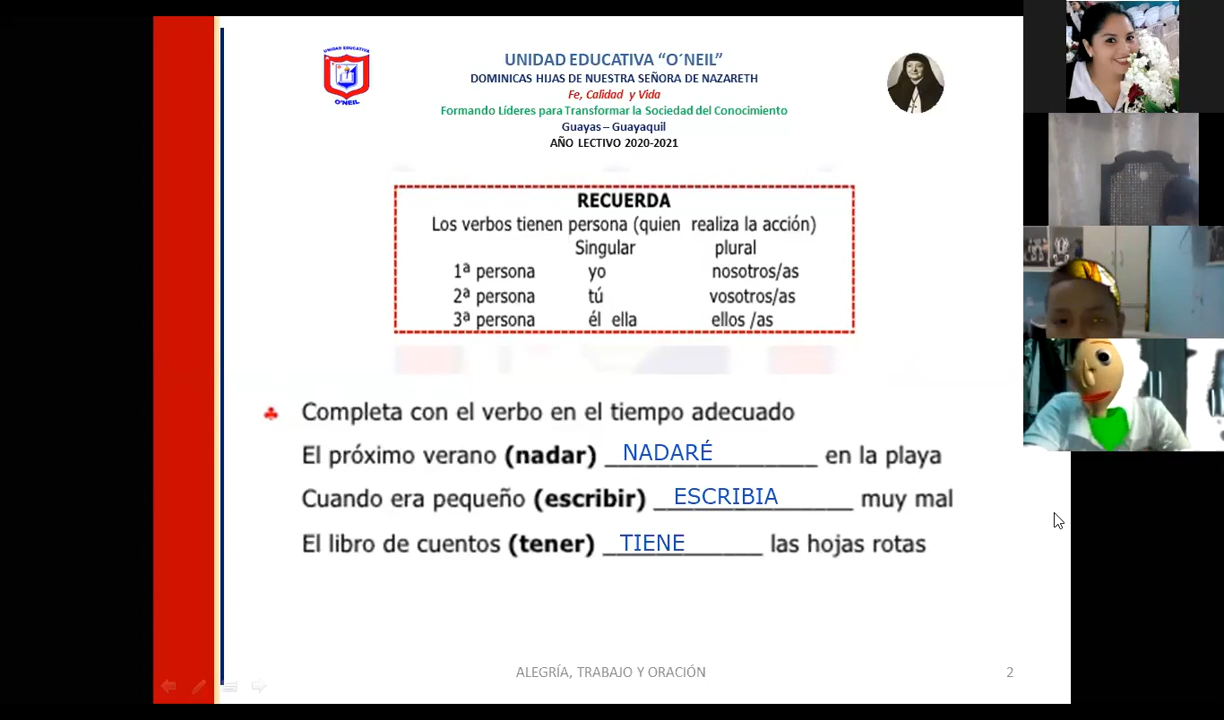 UNIDAD EDUCATIVA
O´NEIL
UNIDAD EDUCATIVA “O´NEIL”
DOMINICAS HIJAS DE NUESTRA SEÑORA DE NAZARETH
Fe, Calidad y Vida
Formando Líderes para Transformar la Sociedad del Conocimiento
Guayas – Guayaquil
AÑO LECTIVO 2020-2021
RECUERDA
Los verbos tienen persona (quien realiza la acción)
Singular plural
1ª persona yo nosotros/as
2ª persona tú vosotros/as
3ª persona él ella ellos /as
Completa con el verbo en el tiempo adecuado
El próximo verano (nadar) NADARÉ en la playa
Cuando era pequeño (escribir) ESCRIBIA muy mal
El libro de cuentos (tener) TIENE las hojas rotas
ALEGRÍA, TRABAJO Y ORACIÓN 2